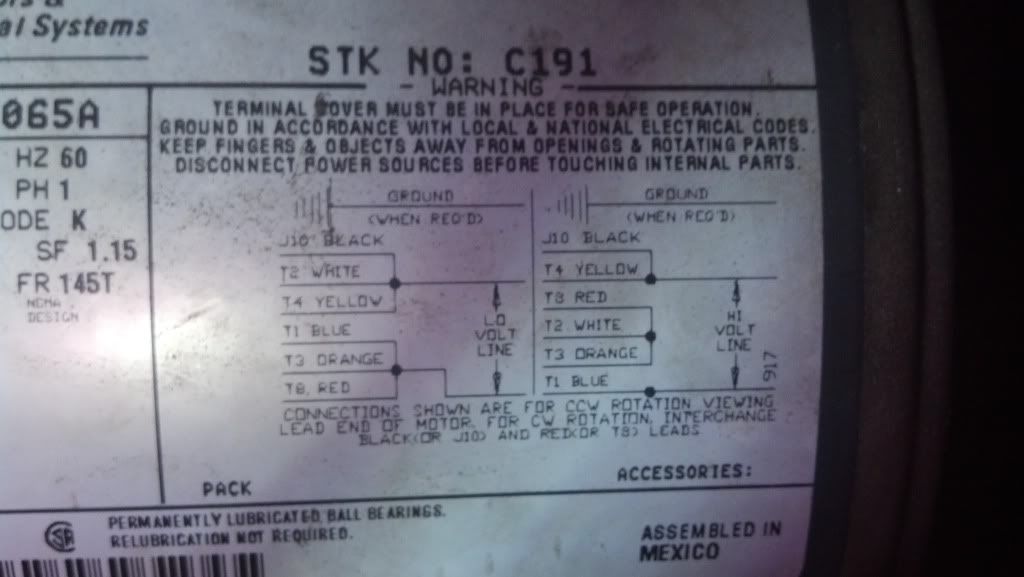 al Systems
STK NO: C191
- WARNING -
TERMINAL COVER MUST BE IN PLACE FOR SAFE OPERATION.
GROUND IN ACCORDANCE WITH LOCAL & NATIONAL ELECTRICAL CODES.
KEEP FINGERS & OBJECTS AWAY FROM OPENINGS & ROTATING PARTS.
DISCONNECT POWER SOURCES BEFORE TOUCHING INTERNAL PARTS.
065A
HZ 60
PH 1
ODE K
SF 1.15
FR 145T
NEMA
DESIGN
GROUND
(WHEN REQ'D)
J10 BLACK
T2 WHITE
T4 YELLOW
T1 BLUE
T3 ORANGE
T8 RED
LO
VOLT
LINE
GROUND
(WHEN REQ'D)
J10 BLACK
T4 YELLOW
T8 RED
T2 WHITE
T3 ORANGE
T1 BLUE
HI
VOLT
LINE
917
CONNECTIONS SHOWN ARE FOR CCW ROTATION VIEWING
LEAD END OF MOTOR. FOR CW ROTATION, INTERCHANGE
BLACK(OR J10) AND RED(OR T8) LEADS
ACCESSORIES:
PACK
PERMANENTLY LUBRICATED BALL BEARINGS.
RELUBRICATION NOT REQUIRED.
ASSEMBLED IN
MEXICO